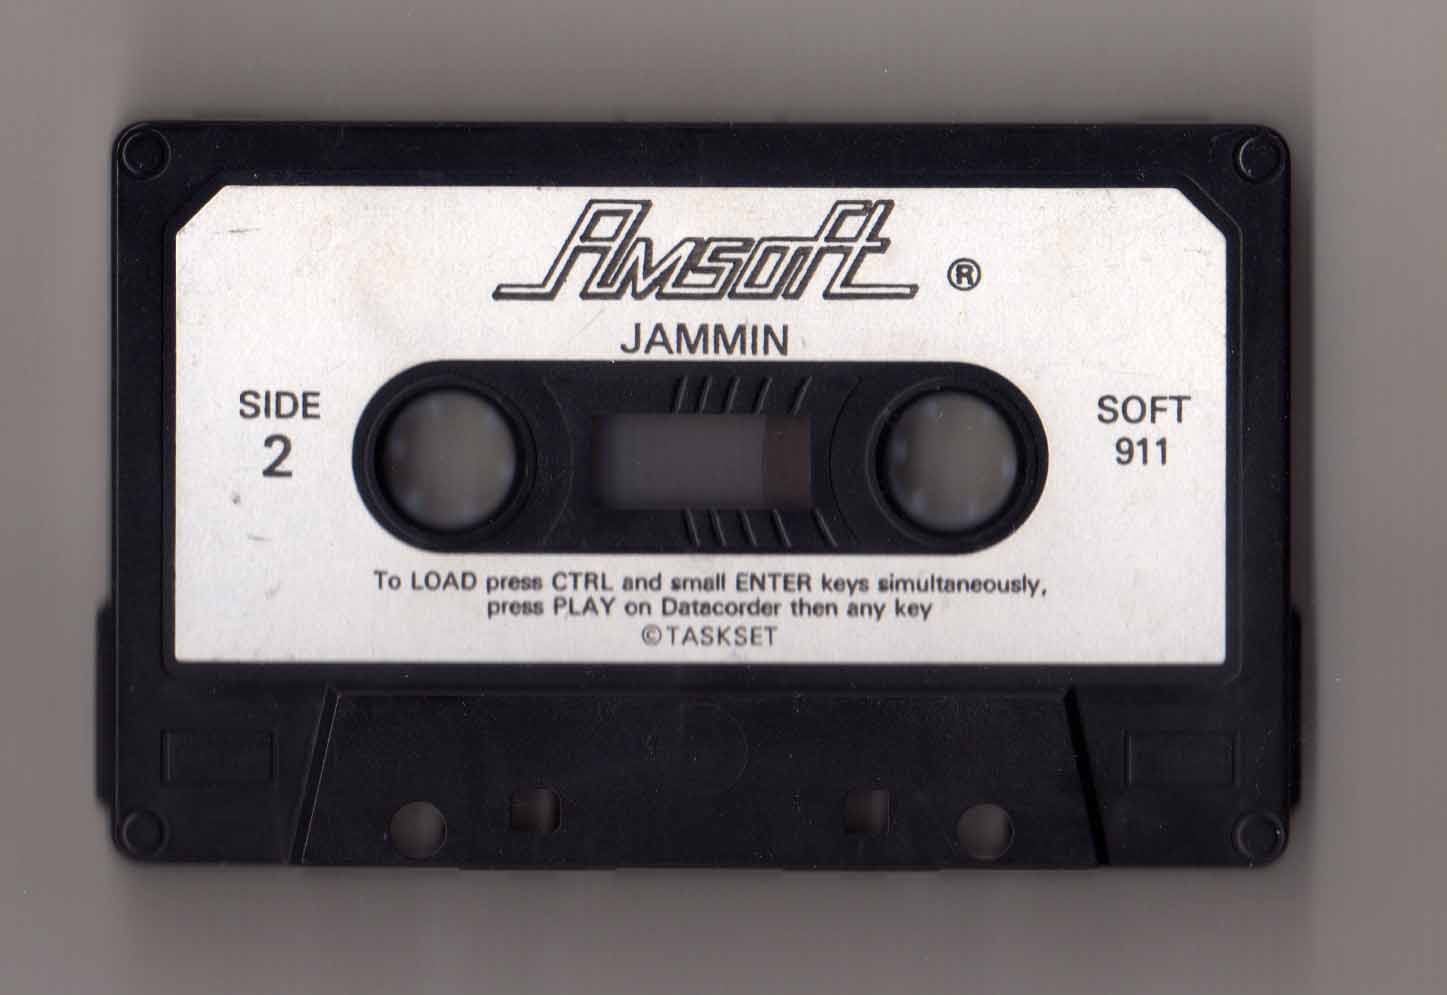 Amsoft ®
JAMMIN
SIDE
2
SOFT
911
To LOAD press CTRL and small ENTER keys simultaneously,
press PLAY on Datacorder then any key
©TASKSET